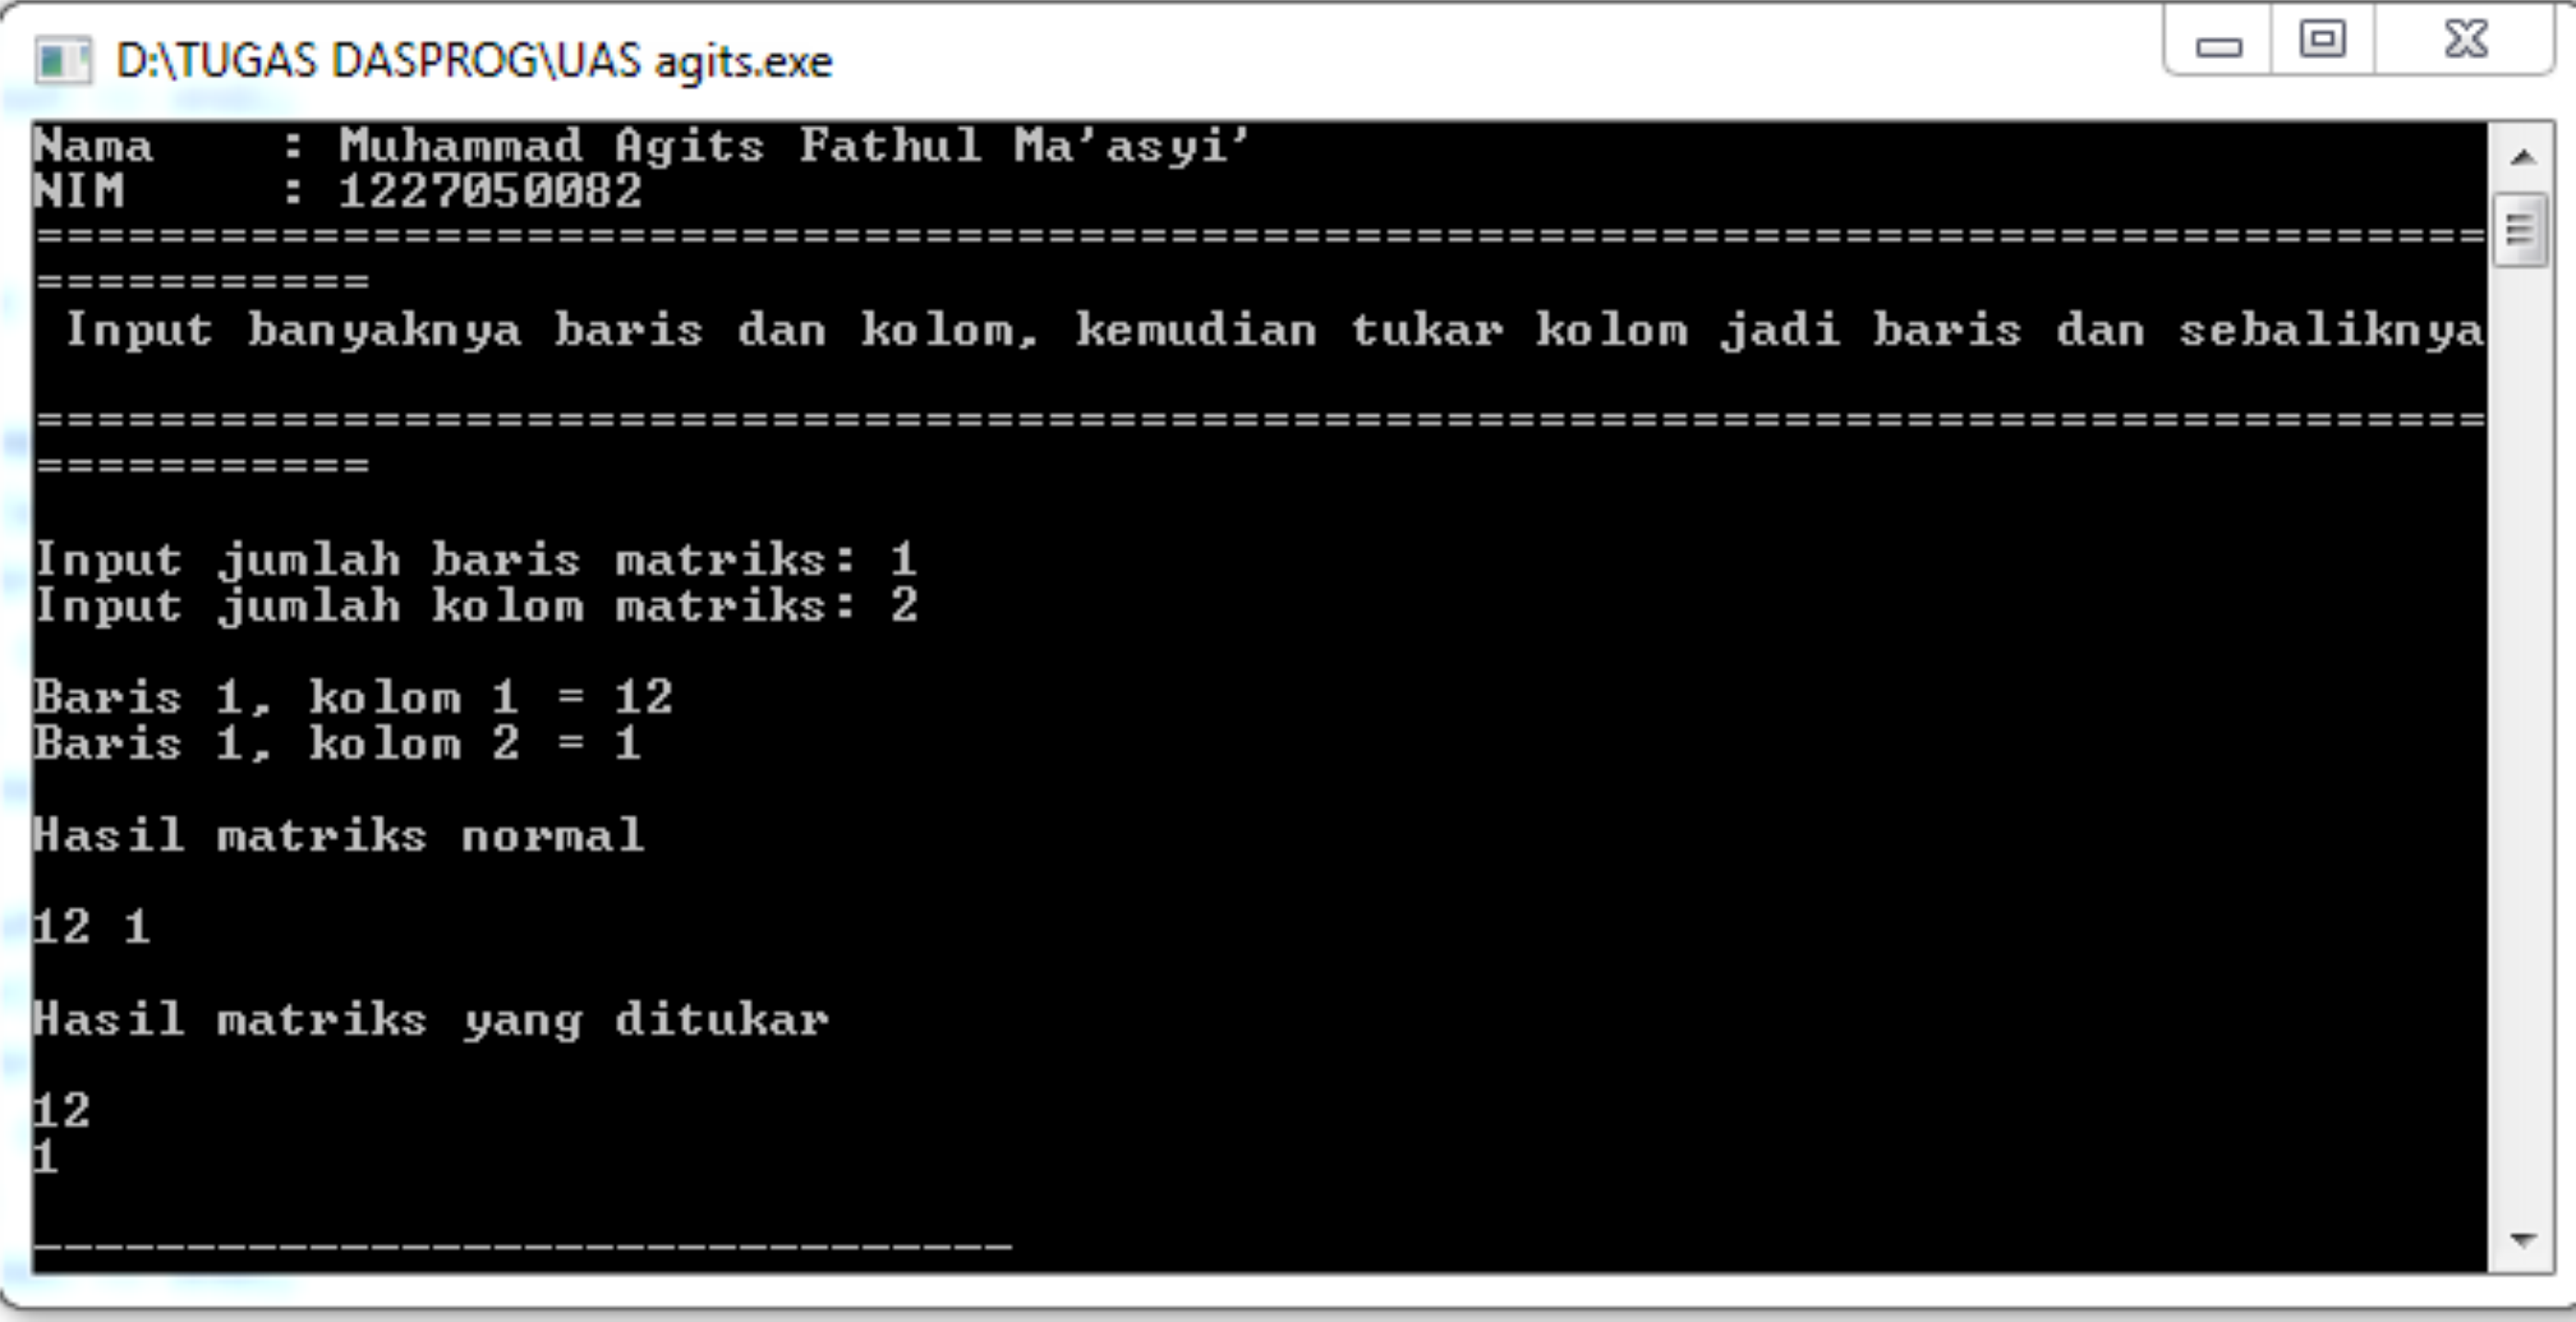 D:\TUGAS DASPROG\UAS agits.exe
Nama    : Muhammad Agits Fathul Ma'asyi'
NIM     : 1227050082
================================================================================
===========
 Input banyaknya baris dan kolom, kemudian tukar kolom jadi baris dan sebaliknya
================================================================================
===========
Input jumlah baris matriks: 1
Input jumlah kolom matriks: 2
Baris 1, kolom 1 = 12
Baris 1, kolom 2 = 1
Hasil matriks normal
12 1
Hasil matriks yang ditukar
12
1
--------------------------------